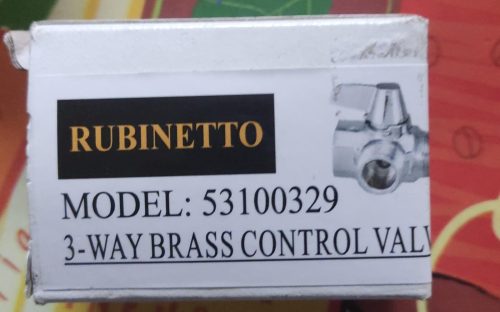 RUBINETTO
MODEL: 53100329
3-WAY BRASS CONTROL VALV